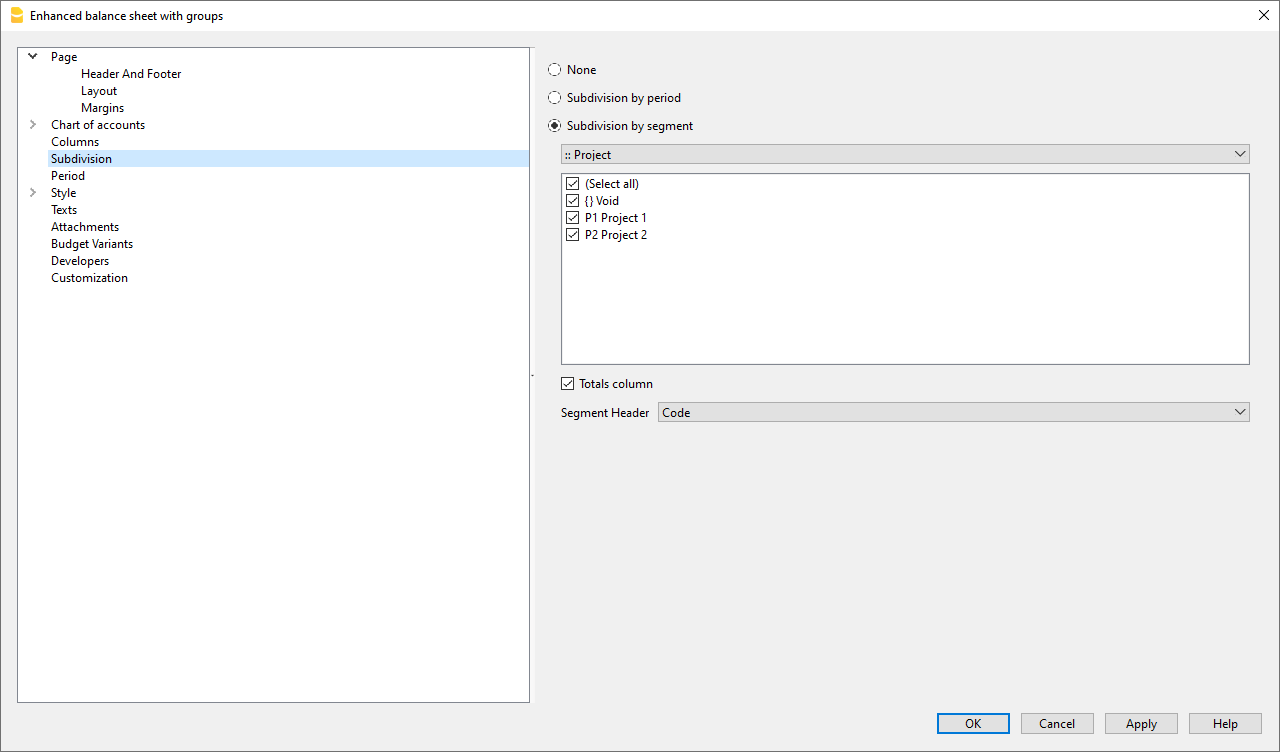 Enhanced balance sheet with groups
Page
Header And Footer
Layout
Margins
Chart of accounts
Columns
Subdivision
Period
Style
Texts
Attachments
Budget Variants
Developers
Customization
None
Subdivision by period
Subdivision by segment
:: Project
(Select all)
{} Void
P1 Project 1
P2 Project 2
Totals column
Segment Header Code
OK Cancel Apply Help